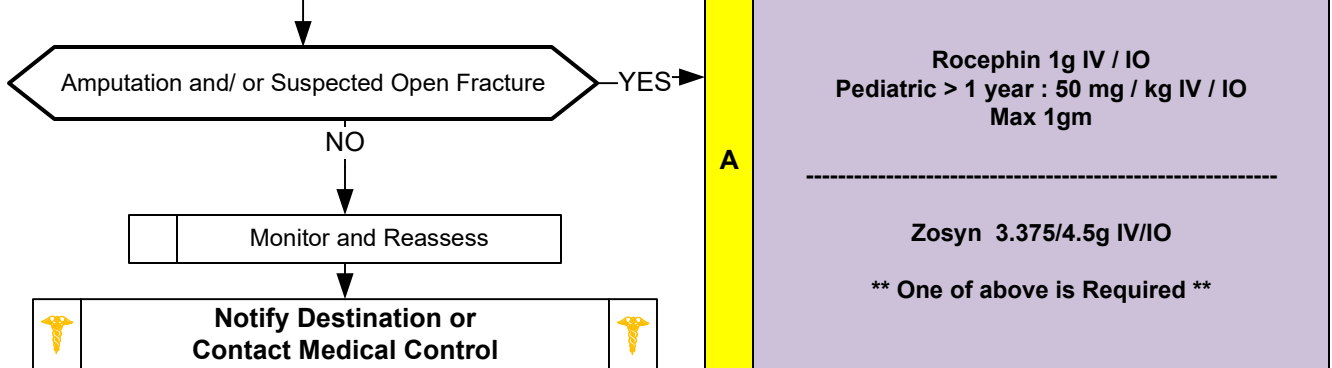 Amputation and/ or Suspected Open Fracture
YES
NO
Monitor and Reassess
Notify Destination or
Contact Medical Control
A
Rocephin 1g IV / IO
Pediatric > 1 year : 50 mg / kg IV / IO
Max 1gm
-----------------------------------------------------------
Zosyn 3.375/4.5g IV/IO
** One of above is Required **